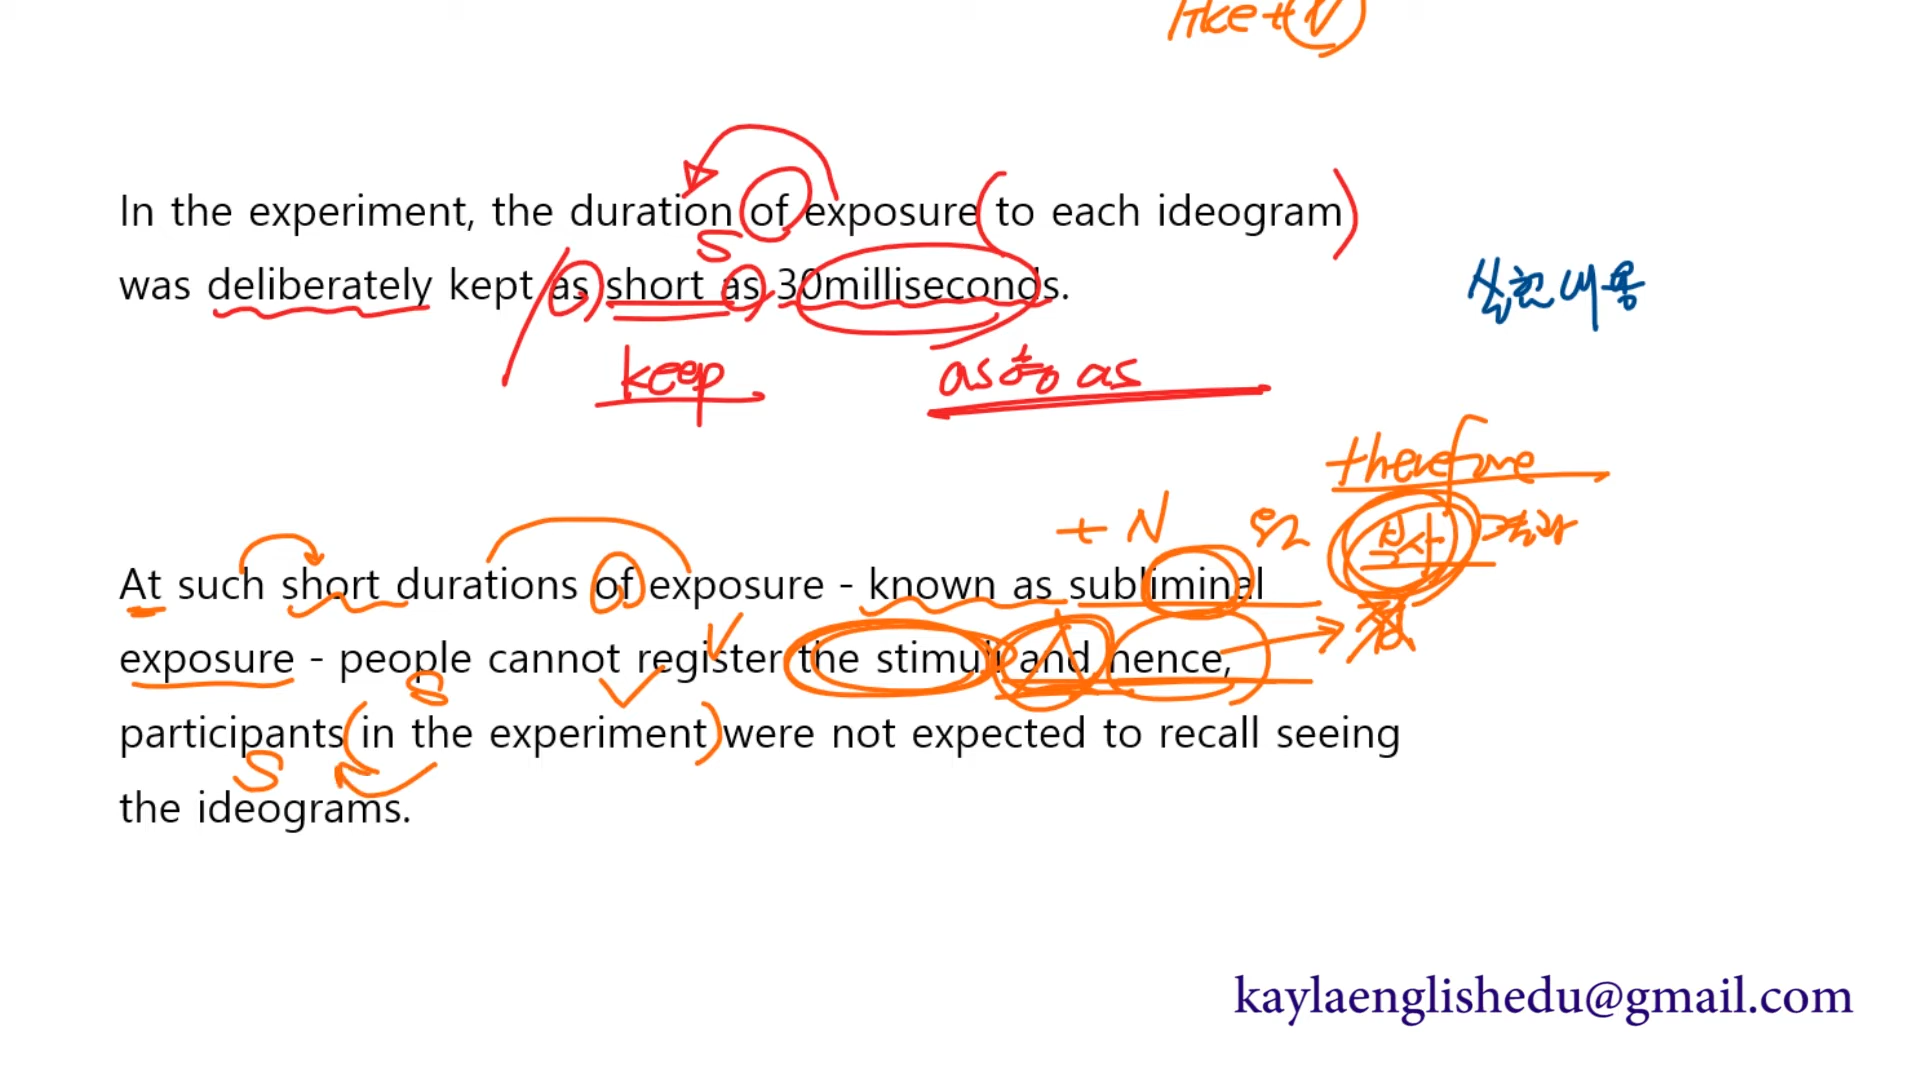 like + N
In the experiment, the duration of exposure to each ideogram
S
was deliberately kept as short as 30milliseconds.
실험 내용
keep
as 형 as
therefore
+ N
부사 결과
At such short durations of exposure - known as subliminal
exposure - people cannot register the stimuli and hence,
S
participants in the experiment were not expected to recall seeing
S
the ideograms.
kaylaenglishedu@gmail.com